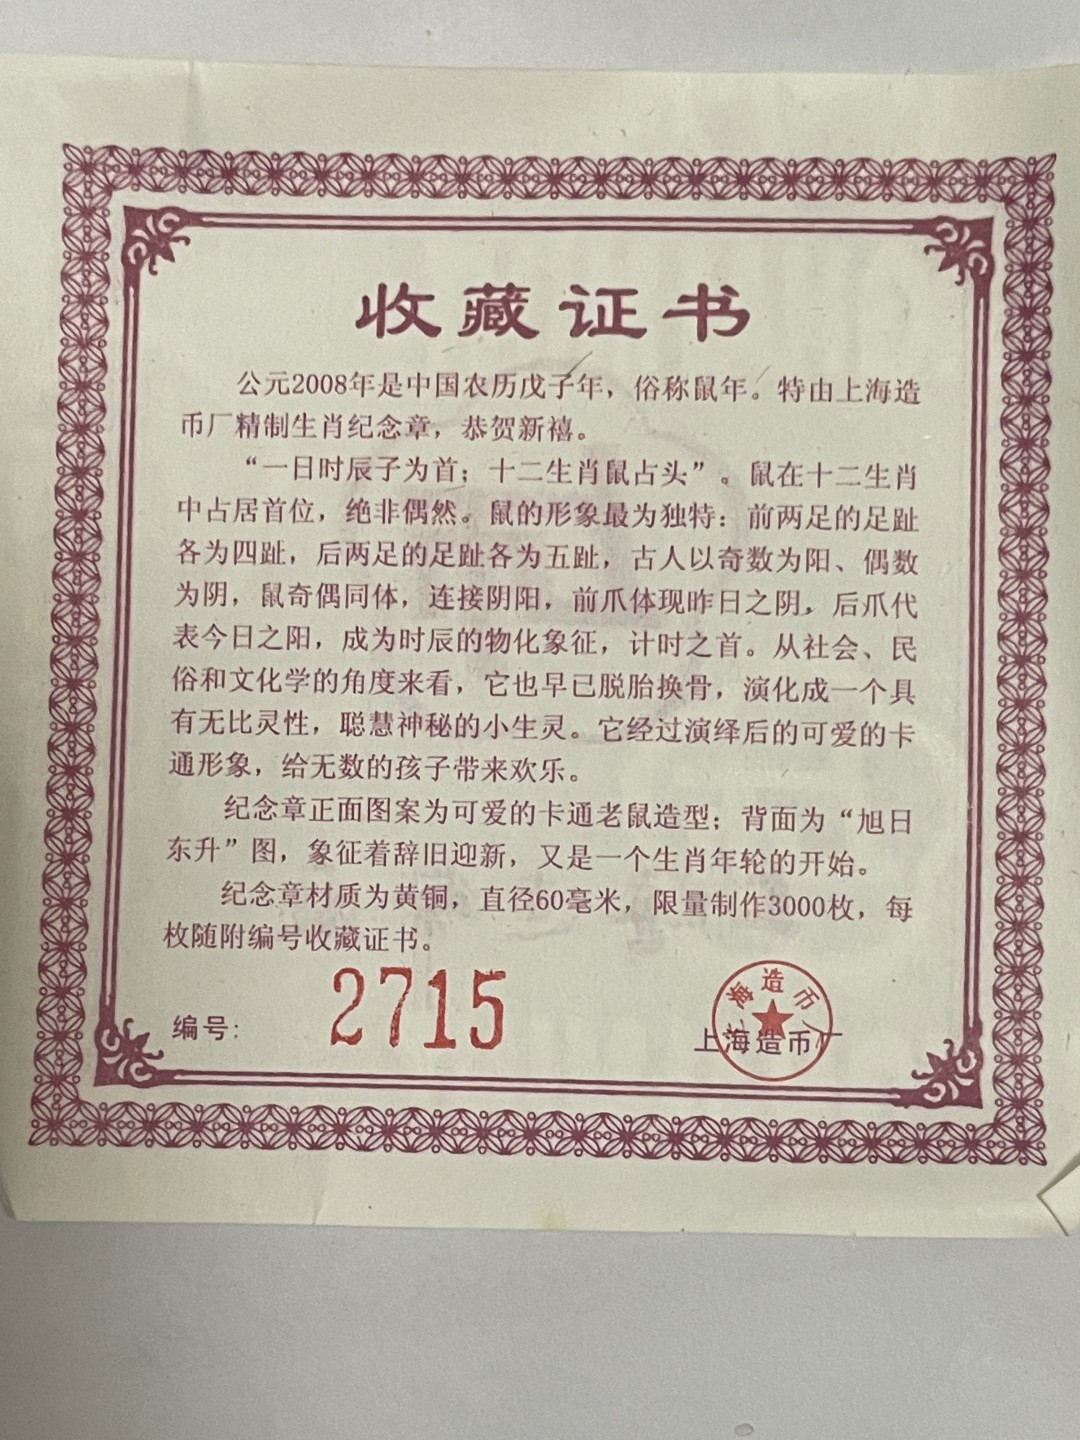 收藏证书
公元2008年是中国农历戊子年，俗称鼠年。特由上海造
币厂精制生肖纪念章，恭贺新禧。
“一日时辰子为首；十二生肖鼠占头”。鼠在十二生肖
中占居首位，绝非偶然。鼠的形象最为独特：前两足的足趾
各为四趾，后两足的足趾各为五趾，古人以奇数为阳、偶数
为阴，鼠奇偶同体，连接阴阳，前爪体现昨日之阴，后爪代
表今日之阳，成为时辰的物化象征，计时之首。从社会、民
俗和文化学的角度来看，它也早已脱胎换骨，演化成一个具
有无比灵性，聪慧神秘的小生灵。它经过演绎后的可爱的卡
通形象，给无数的孩子带来欢乐。
纪念章正面图案为可爱的卡通老鼠造型；背面为“旭日
东升”图，象征着辞旧迎新，又是一个生肖年轮的开始。
纪念章材质为黄铜，直径60毫米，限量制作3000枚，每
枚随附编号收藏证书。
编号：2715
上海造币厂
上海造币厂